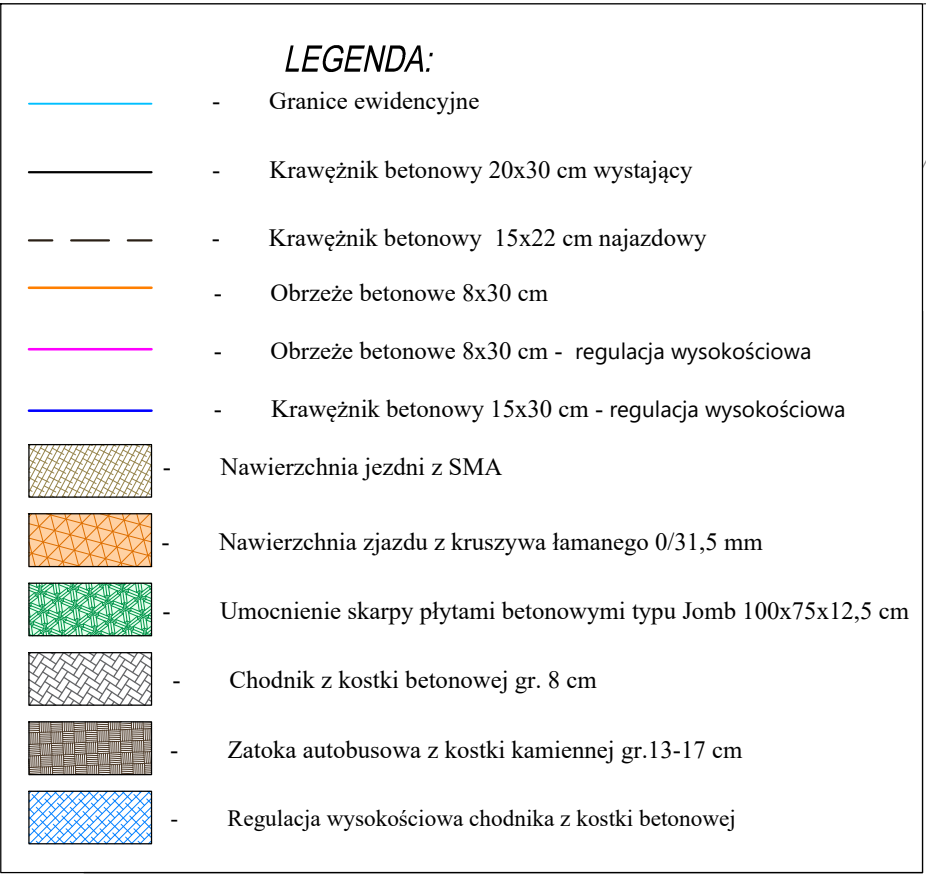 LEGENDA:
- Granice ewidencyjne
- Krawężnik betonowy 20x30 cm wystający
- Krawężnik betonowy 15x22 cm najazdowy
- Obrzeże betonowe 8x30 cm
- Obrzeże betonowe 8x30 cm - regulacja wysokościowa
- Krawężnik betonowy 15x30 cm - regulacja wysokościowa
- Nawierzchnia jezdni z SMA
- Nawierzchnia zjazdu z kruszywa łamanego 0/31,5 mm
- Umocnienie skarpy płytami betonowymi typu Jomb 100x75x12,5 cm
- Chodnik z kostki betonowej gr. 8 cm
- Zatoka autobusowa z kostki kamiennej gr.13-17 cm
- Regulacja wysokościowa chodnika z kostki betonowej